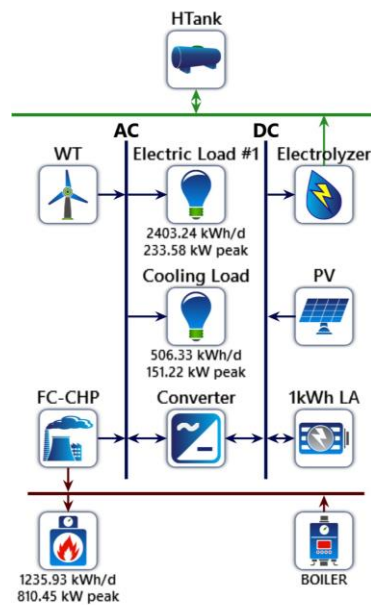 HTank
AC
DC
WT
Electric Load #1
Electrolyzer
2403.24 kWh/d
233.58 kW peak
Cooling Load
PV
506.33 kWh/d
151.22 kW peak
FC-CHP
Converter
1kWh LA
1235.93 kWh/d
810.45 kW peak
BOILER